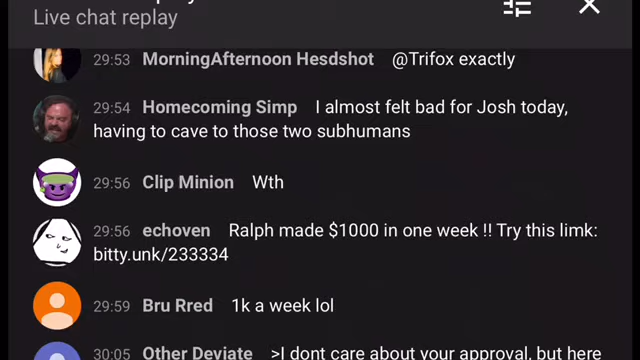 Live chat replay
29:53 MorningAfternoon Hesdshot @Trifox exactly
29:54 Homecoming Simp I almost felt bad for Josh today,
having to cave to those two subhumans
29:56 Clip Minion Wth
29:56 echoven Ralph made $1000 in one week !! Try this limk:
bitty.unk/233334
29:59 Bru Rred 1k a week lol
30:05 Other Deviate >I dont care about your approval, but here